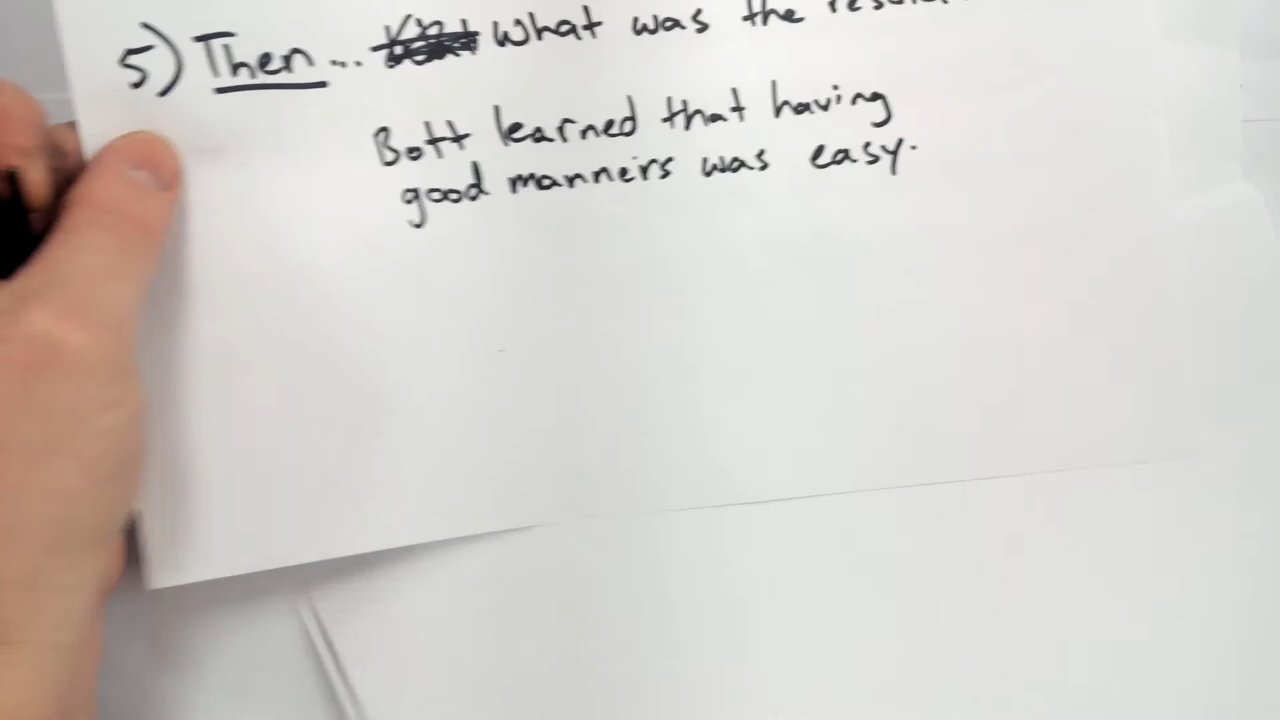 5) Then... What was the
Bott learned that having
good manners was easy.